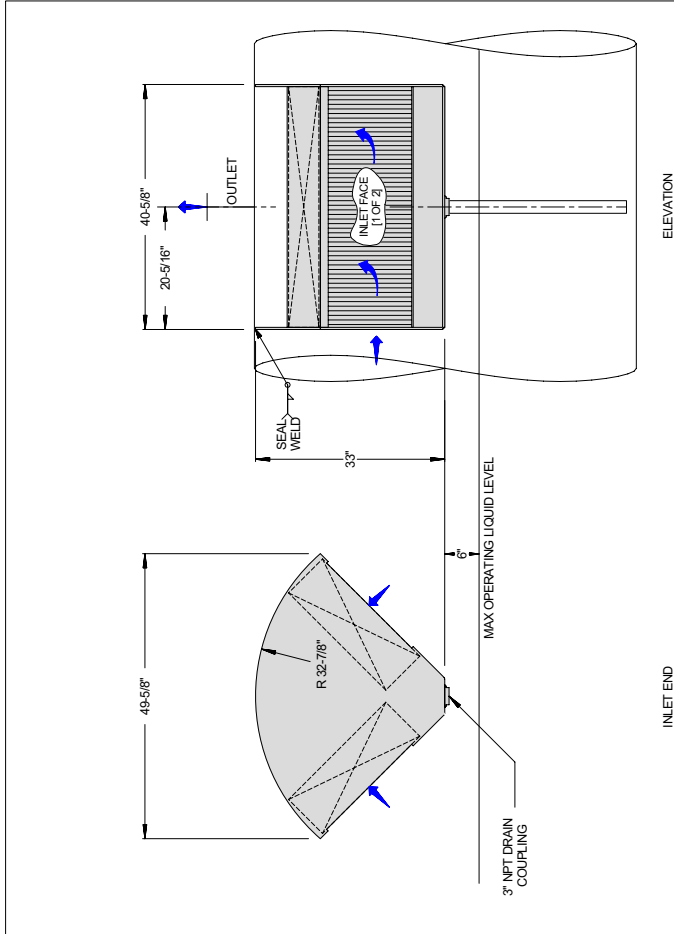 49-5/8"
R 32-7/8"
3" NPT DRAIN
COUPLING
INLET END
40-5/8"
20-5/16"
OUTLET
INLET FACE
[1 OF 2]
SEAL
WELD
33"
6"
MAX OPERATING LIQUID LEVEL
ELEVATION